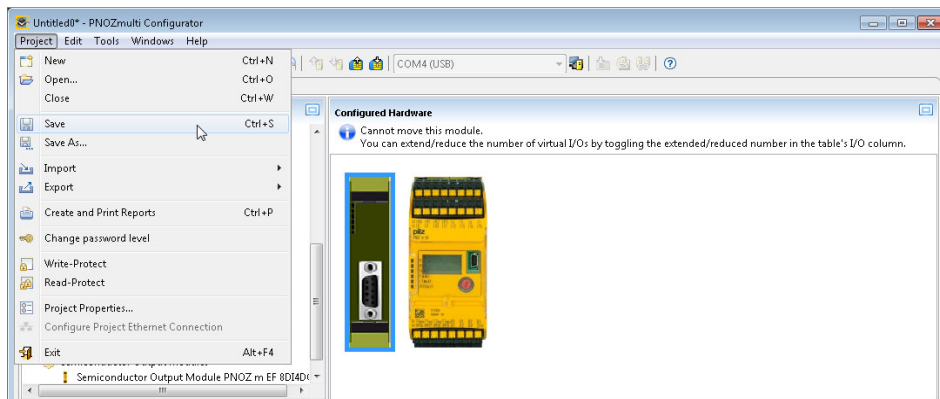 Untitled0* - PNOZmulti Configurator
Project Edit Tools Windows Help
New Ctrl+N
Open... Ctrl+O
Close Ctrl+W
Save Ctrl+S
Save As...
Import
Export
Create and Print Reports Ctrl+P
Change password level
Write-Protect
Read-Protect
Project Properties...
Configure Project Ethernet Connection
Exit Alt+F4
Semiconductor Output Module PNOZ m EF 8DI4D
COM4 (USB)
Configured Hardware
Cannot move this module.
You can extend/reduce the number of virtual I/Os by toggling the extended/reduced number in the table's I/O column.
pilz